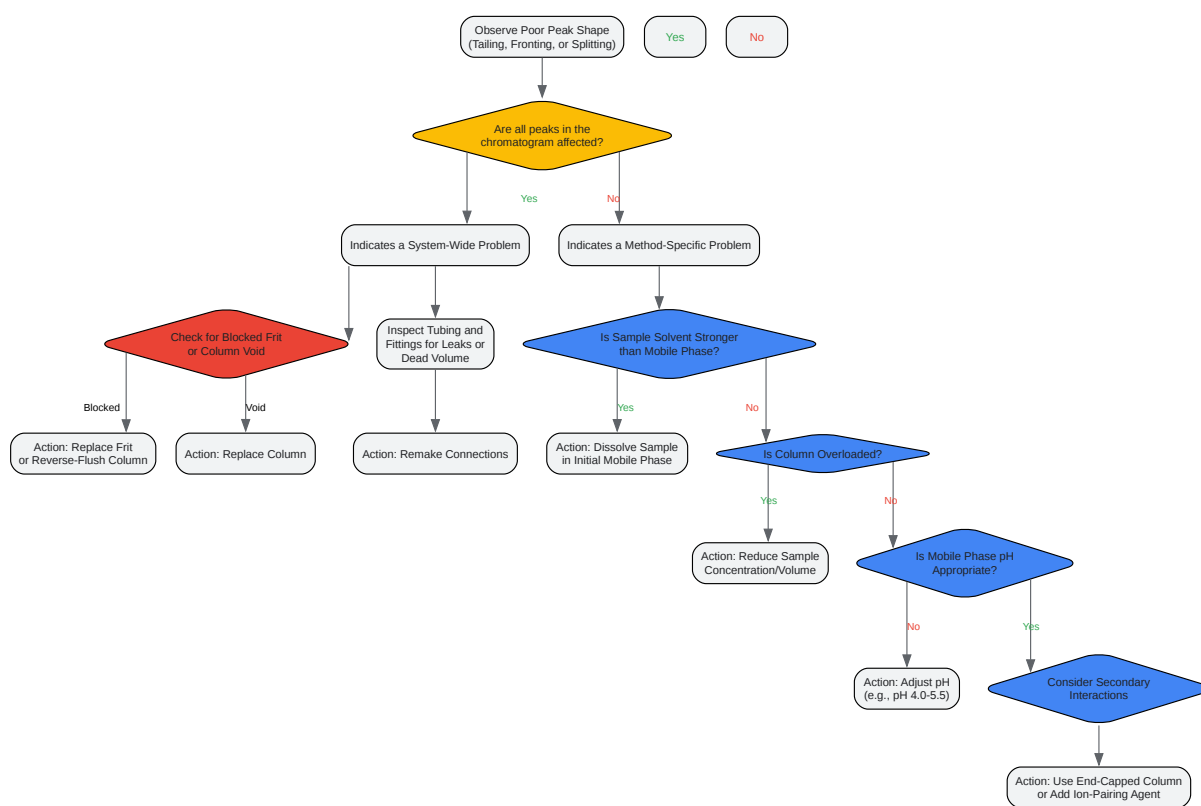 Observe Poor Peak Shape
(Tailing, Fronting, or Splitting)
Yes
No
Are all peaks in the
chromatogram affected?
Yes
No
Indicates a System-Wide Problem
Indicates a Method-Specific Problem
Check for Blocked Frit
or Column Void
Inspect Tubing and
Fittings for Leaks or
Dead Volume
Is Sample Solvent Stronger
than Mobile Phase?
Blocked
Void
Yes
No
Action: Replace Frit
or Reverse-Flush Column
Action: Replace Column
Action: Remake Connections
Action: Dissolve Sample
in Initial Mobile Phase
Is Column Overloaded?
Yes
No
Action: Reduce Sample
Concentration/Volume
Is Mobile Phase pH
Appropriate?
No
Yes
Action: Adjust pH
(e.g., pH 4.0-5.5)
Consider Secondary
Interactions
Action: Use End-Capped Column
or Add Ion-Pairing Agent